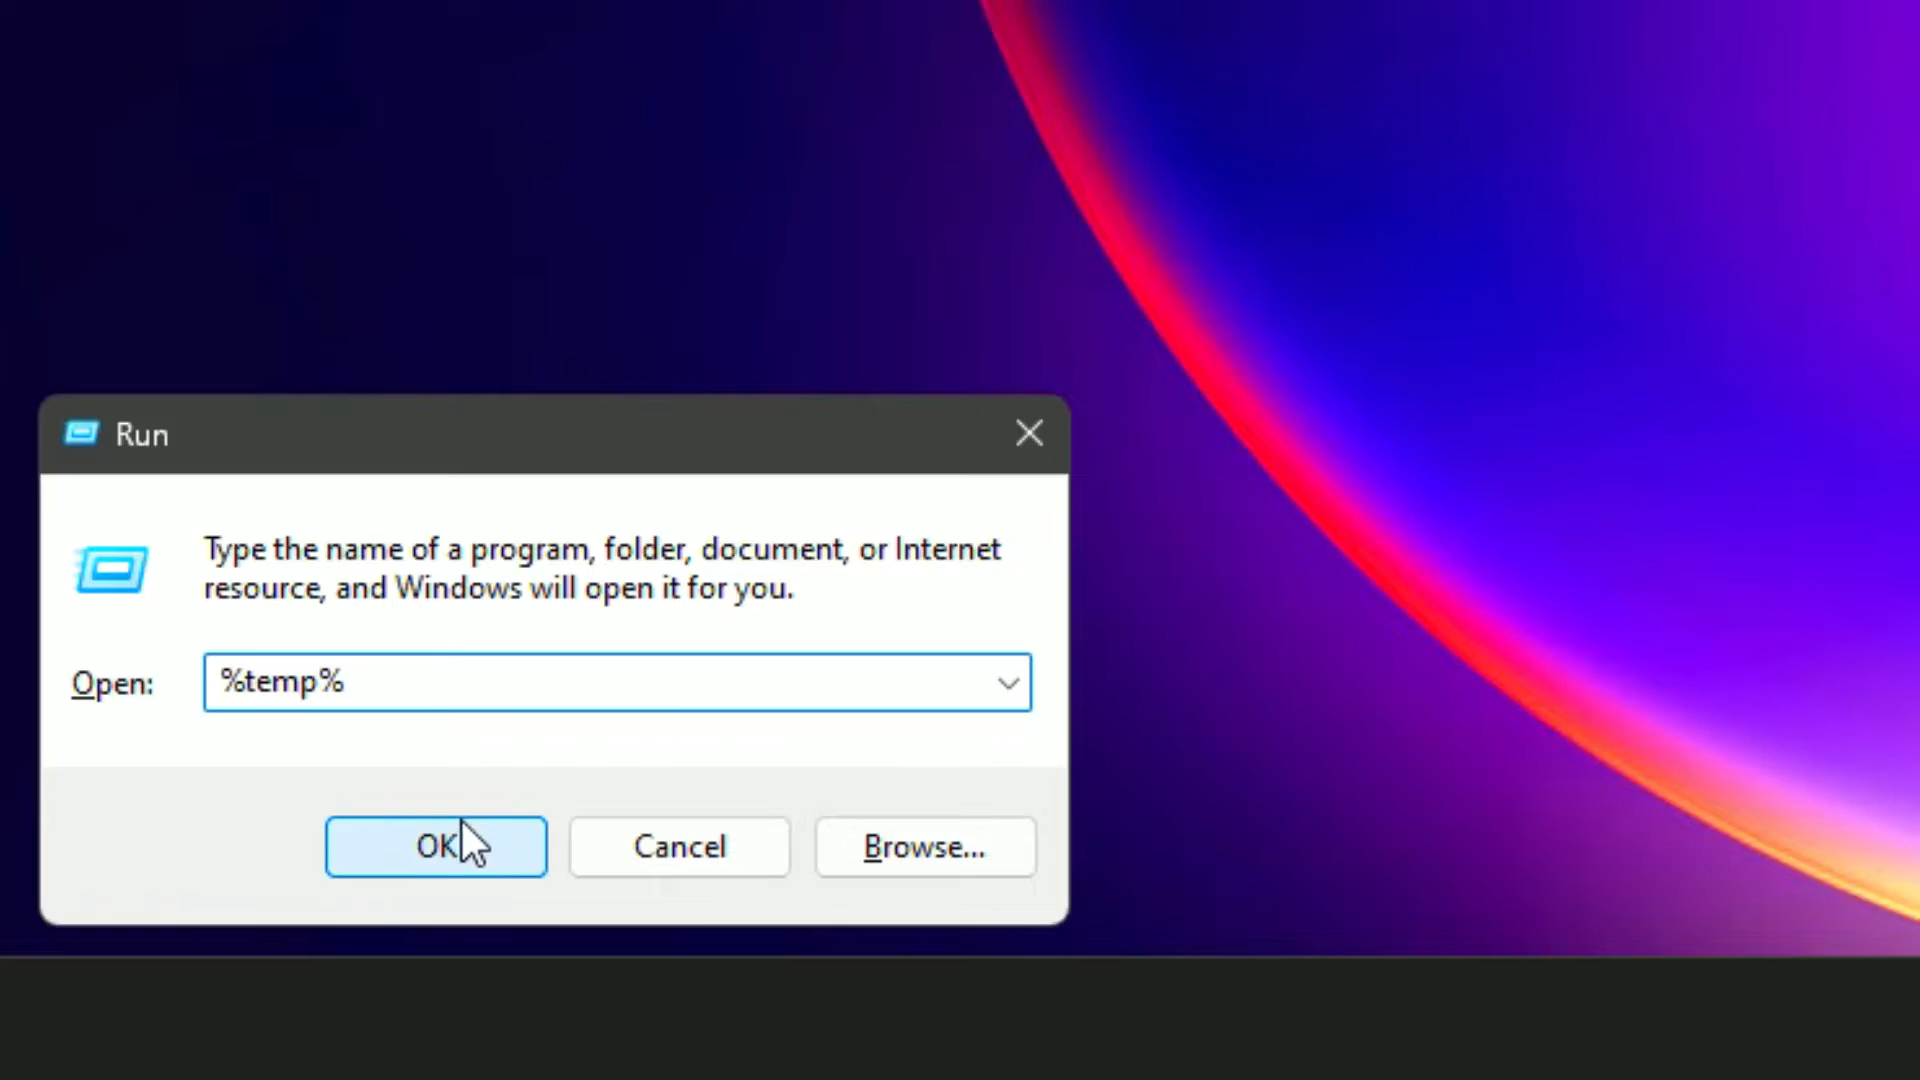 Run
Type the name of a program, folder, document, or Internet
resource, and Windows will open it for you.
Open: %temp%
OK Cancel Browse...